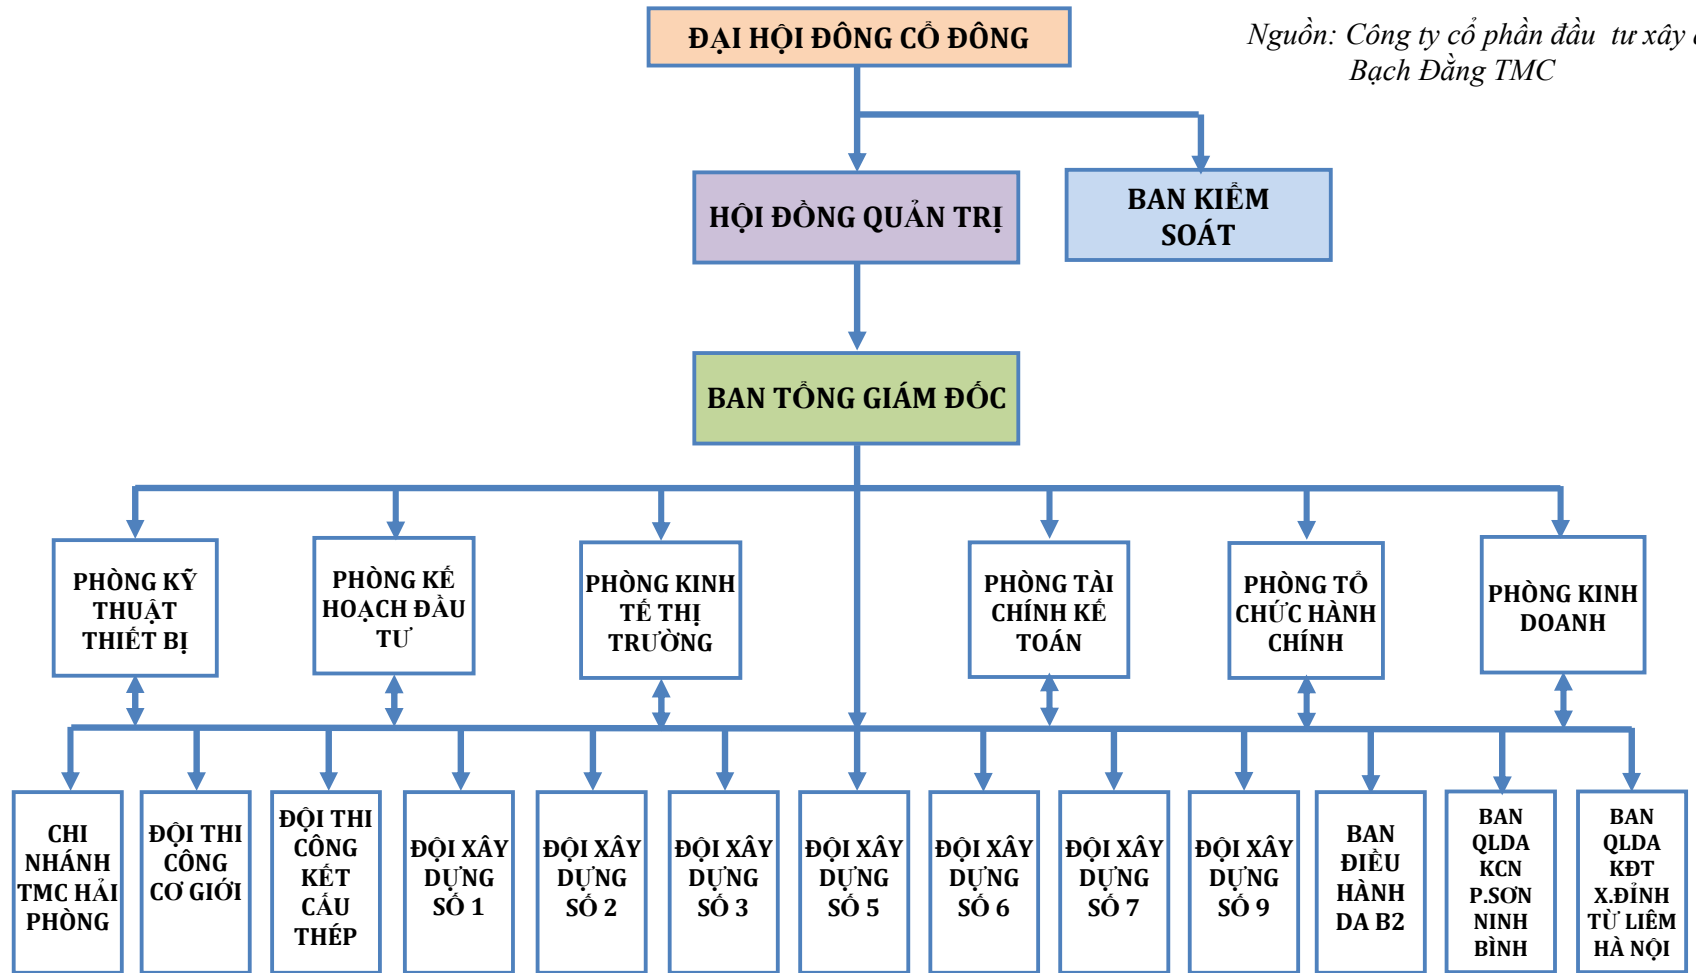 ĐẠI HỘI ĐÔNG CỔ ĐÔNG
Nguồn: Công ty cổ phần đầu tư xây
Bạch Đằng TMC
HỘI ĐỒNG QUẢN TRỊ
BAN KIỂM
SOÁT
BAN TỔNG GIÁM ĐỐC
PHÒNG KỸ
THUẬT
THIẾT BỊ
PHÒNG KẾ
HOẠCH ĐẦU
TƯ
PHÒNG KINH
TẾ THỊ
TRƯỜNG
PHÒNG TÀI
CHÍNH KẾ
TOÁN
PHÒNG TỔ
CHỨC HÀNH
CHÍNH
PHÒNG KINH
DOANH
CHI
NHÁNH
TMC HẢI
PHÒNG
ĐỘI THI
CÔNG
CƠ GIỚI
ĐỘI THI
CÔNG
KẾT
CẤU
THÉP
ĐỘI XÂY
DỰNG
SỐ 1
ĐỘI XÂY
DỰNG
SỐ 2
ĐỘI XÂY
DỰNG
SỐ 3
ĐỘI XÂY
DỰNG
SỐ 5
ĐỘI XÂY
DỰNG
SỐ 6
ĐỘI XÂY
DỰNG
SỐ 7
ĐỘI XÂY
DỰNG
SỐ 9
BAN
ĐIỀU
HÀNH
DA B2
BAN
QLDA
KCN
P.SƠN
NINH
BÌNH
BAN
QLDA
KĐT
X.ĐỈNH
TỪ LIÊM
HÀ NỘI